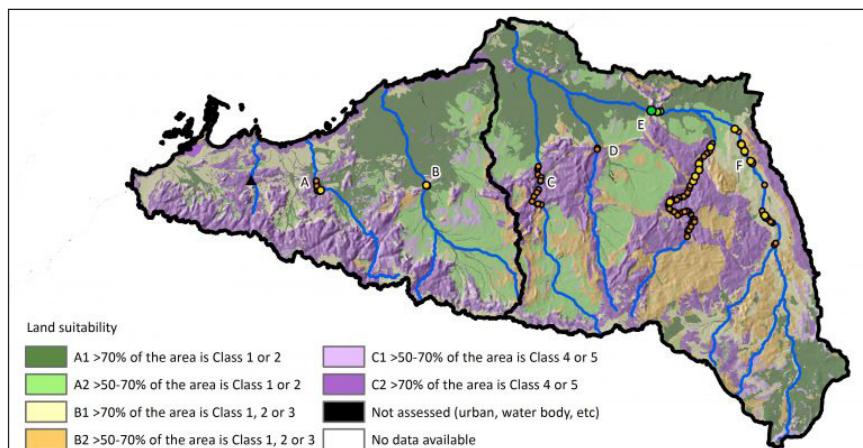 A
B
C
D
E
F
Land suitability
A1 >70% of the area is Class 1 or 2
A2 >50-70% of the area is Class 1 or 2
B1 >70% of the area is Class 1, 2 or 3
B2 >50-70% of the area is Class 1, 2 or 3
C1 >50-70% of the area is Class 4 or 5
C2 >70% of the area is Class 4 or 5
Not assessed (urban, water body, etc)
No data available